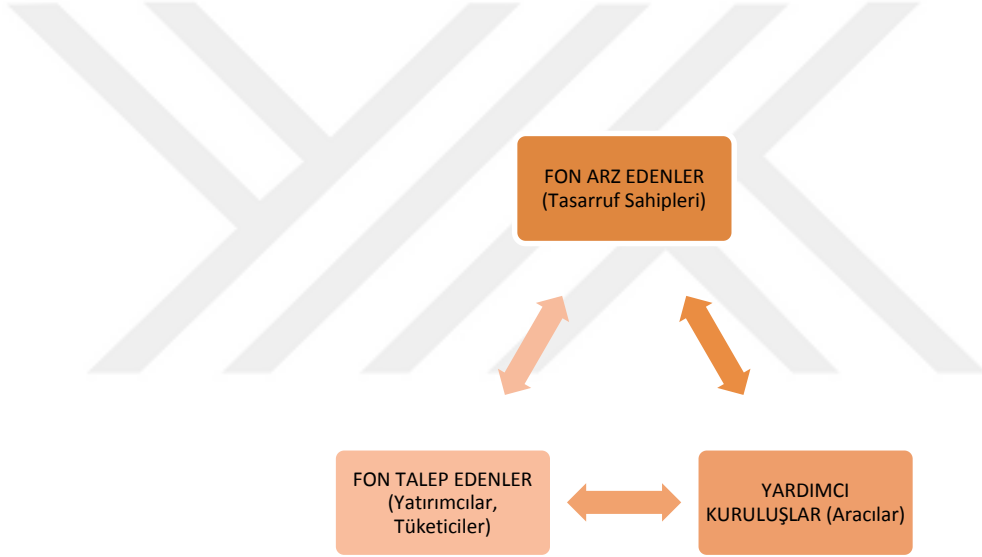 FON ARZ EDENLER
(Tasarruf Sahipleri)
FON TALEP EDENLER
(Yatırımcılar,
Tüketiciler)
YARDIMCI
KURULUŞLAR (Aracılar)